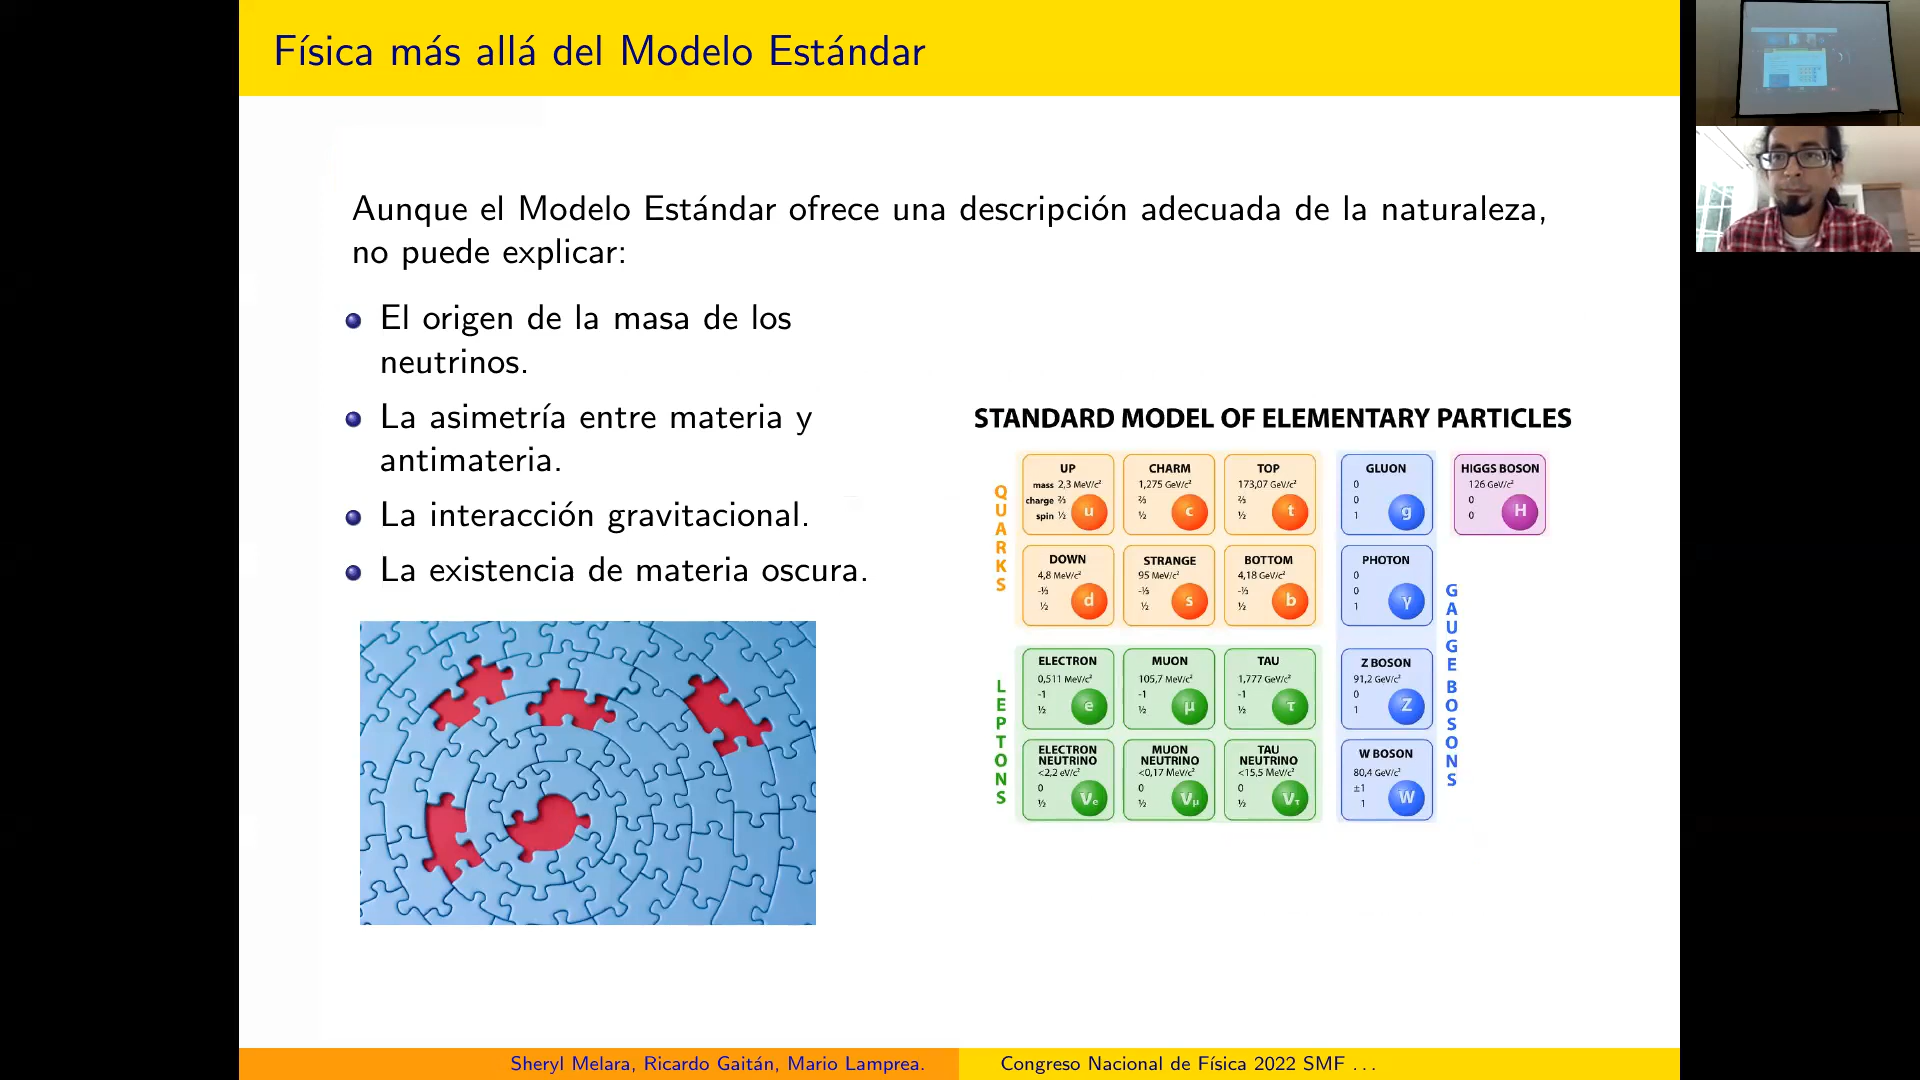 Física más allá del Modelo Estándar
Aunque el Modelo Estándar ofrece una descripción adecuada de la naturaleza,
no puede explicar:
El origen de la masa de los
neutrinos.
La asimetría entre materia y
antimateria.
La interacción gravitacional.
La existencia de materia oscura.
STANDARD MODEL OF ELEMENTARY PARTICLES
QUARKS
UP
mass 2,3 MeV/c²
charge ⅔
spin ½
u
CHARM
1,275 GeV/c²
⅔
½
c
TOP
173,07 GeV/c²
⅔
½
t
GLUON
0
0
1
g
HIGGS BOSON
126 GeV/c²
0
0
H
DOWN
4,8 MeV/c²
-⅓
½
d
STRANGE
95 MeV/c²
-⅓
½
s
BOTTOM
4,18 GeV/c²
-⅓
½
b
PHOTON
0
0
1
γ
GAUGE BOSONS
LEPTONS
ELECTRON
0,511 MeV/c²
-1
½
e
MUON
105,7 MeV/c²
-1
½
μ
TAU
1,777 GeV/c²
-1
½
τ
Z BOSON
91,2 GeV/c²
0
1
Z
ELECTRON
NEUTRINO
<2,2 eV/c²
0
½
νe
MUON
NEUTRINO
<0,17 MeV/c²
0
½
νμ
TAU
NEUTRINO
<15,5 MeV/c²
0
½
ντ
W BOSON
80,4 GeV/c²
±1
1
W
Sheryl Melara, Ricardo Gaitán, Mario Lamprea.
Congreso Nacional de Física 2022 SMF ...